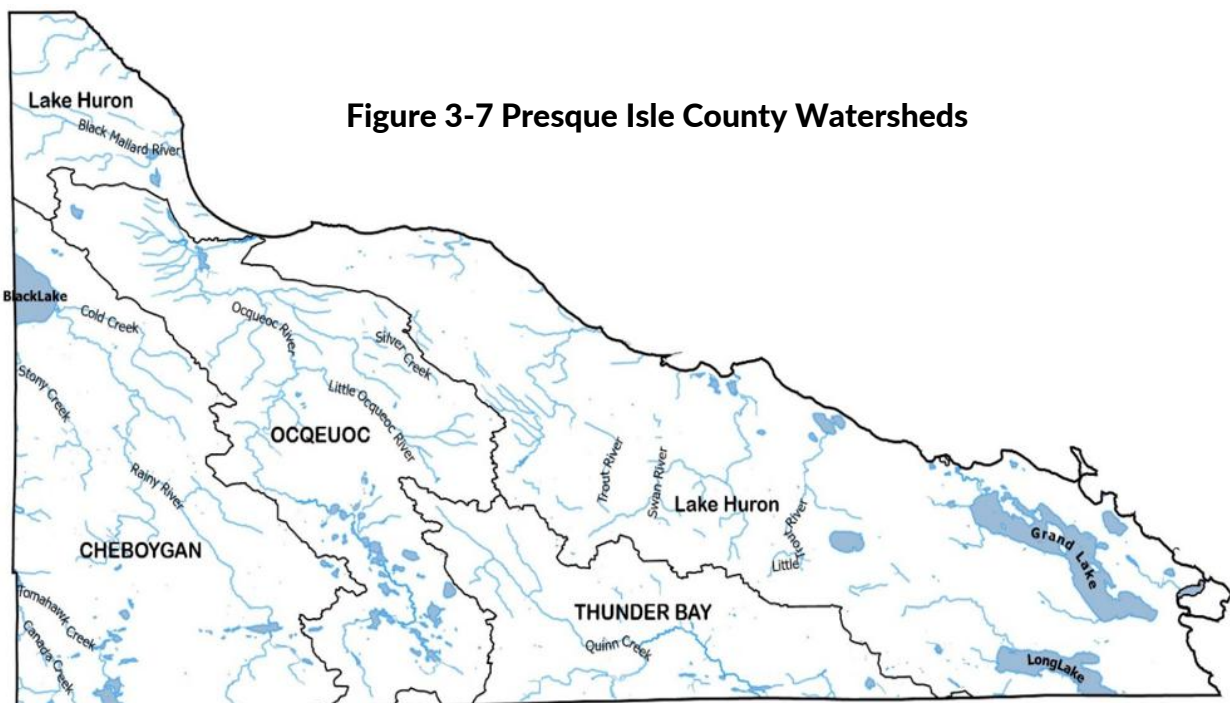 Figure 3-7 Presque Isle County Watersheds
Lake Huron
Black Mallard River
BlackLake
Cold Creek
Ocqueoc River
Silver Creek
Stony Creek
Little Ocqueoc River
OCQEUOC
Rainy River
Trout River
Swan River
Lake Huron
Little Trout River
Grand Lake
CHEBOYGAN
THUNDER BAY
Tomahawk Creek
Quinn Creek
Canada Creek
LongLake